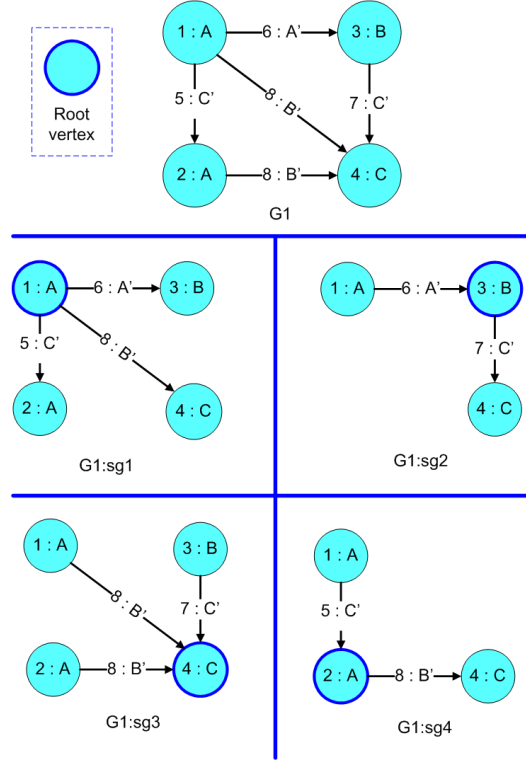 Root
vertex
1 : A
6 : A'
3 : B
5 : C'
8 : B'
7 : C'
2 : A
8 : B'
4 : C
G1
1 : A
6 : A'
3 : B
5 : C'
8 : B'
2 : A
4 : C
G1:sg1
1 : A
6 : A'
3 : B
7 : C'
4 : C
G1:sg2
1 : A
3 : B
8 : B'
7 : C'
2 : A
8 : B'
4 : C
G1:sg3
1 : A
5 : C'
2 : A
8 : B'
4 : C
G1:sg4